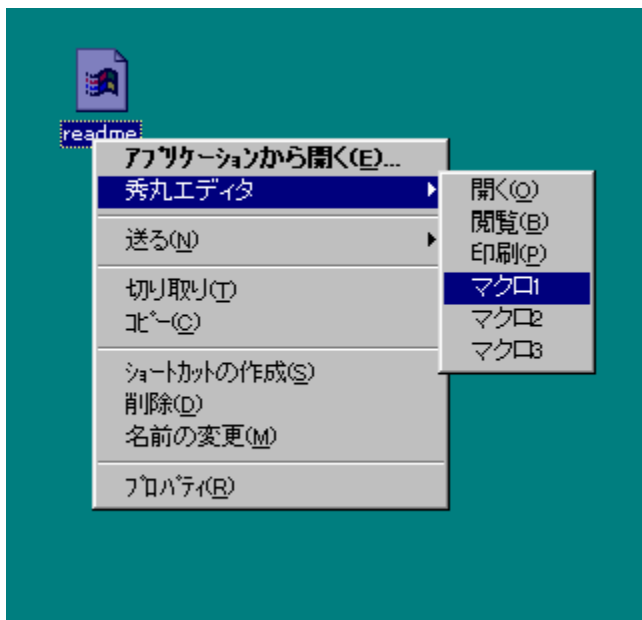 readme
アプリケーションから開く(E)...
秀丸エディタ
送る(N)
切り取り(T)
コピー(C)
ショートカットの作成(S)
削除(D)
名前の変更(M)
プロパティ(R)
開く(O)
閲覧(B)
印刷(P)
マクロ1
マクロ2
マクロ3